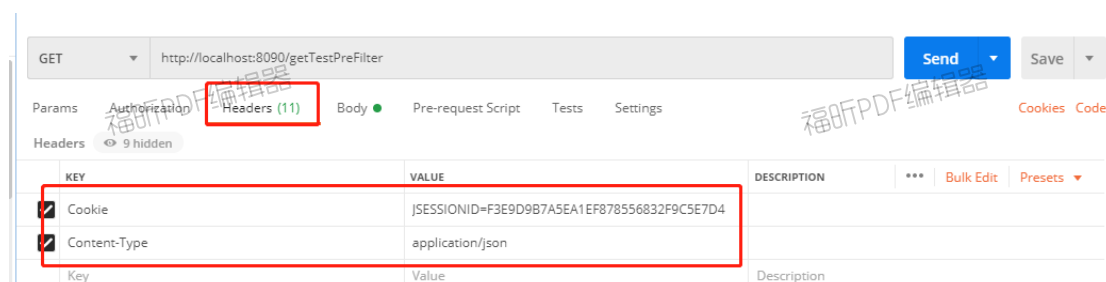 GET http://localhost:8090/getTestPreFilter Send Save
Params Authorization Headers (11) Body Pre-request Script Tests Settings Cookies Code
福昕PDF编辑器
福昕PDF编辑器
Headers 9 hidden
KEY VALUE DESCRIPTION ••• Bulk Edit Presets
Cookie JSESSIONID=F3E9D9B7A5EA1EF878556832F9C5E7D4
Content-Type application/json
Key Value Description